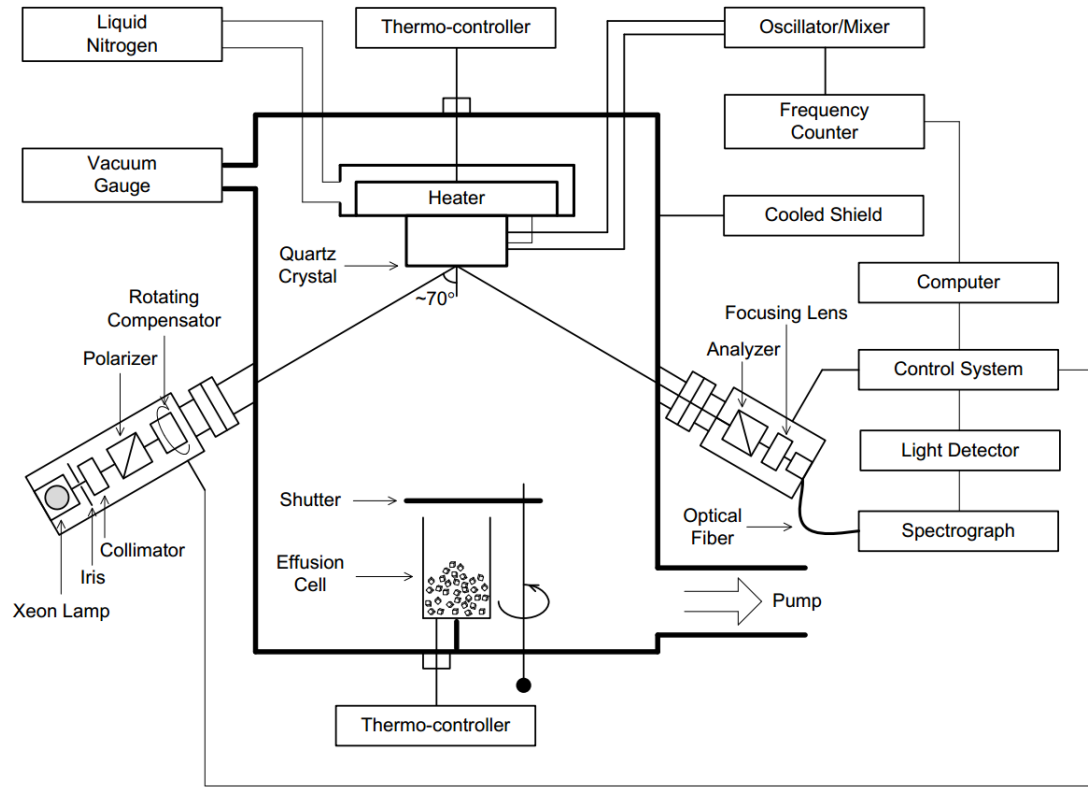 Liquid
Nitrogen
Thermo-controller
Oscillator/Mixer
Frequency
Counter
Vacuum
Gauge
Heater
Cooled Shield
Quartz
Crystal
~70°
Computer
Rotating
Compensator
Focusing Lens
Polarizer
Analyzer
Control System
Light Detector
Shutter
Optical
Fiber
Spectrograph
Collimator
Effusion
Cell
Iris
Xeon Lamp
Pump
Thermo-controller